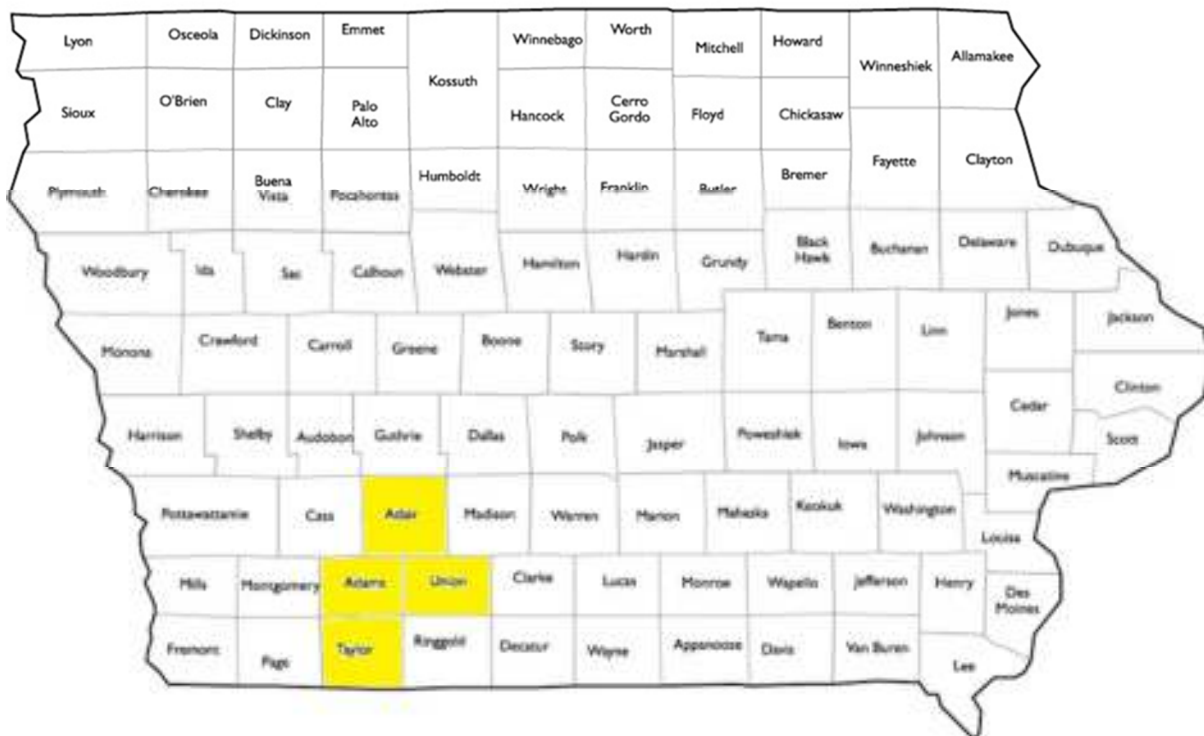 Lyon
Osceola
Dickinson
Emmet
Kossuth
Winnebago
Worth
Mitchell
Howard
Winneshiek
Allamakee
Sioux
O'Brien
Clay
Palo
Alto
Hancock
Cerro
Gordo
Floyd
Chickasaw
Fayette
Clayton
Plymouth
Cherokee
Buena
Vista
Pocahontas
Humboldt
Wright
Franklin
Butler
Bremer
Woodbury
Ida
Sac
Calhoun
Webster
Hamilton
Hardin
Grundy
Black
Hawk
Buchanan
Delaware
Dubuque
Monona
Crawford
Carroll
Greene
Boone
Story
Marshall
Tama
Benton
Linn
Jones
Jackson
Clinton
Harrison
Shelby
Audobon
Guthrie
Dallas
Polk
Jasper
Poweshiek
Iowa
Johnson
Cedar
Scott
Muscatine
Pottawattamie
Cass
Adair
Madison
Warren
Marion
Mahaska
Keokuk
Washington
Louisa
Mills
Montgomery
Adams
Union
Clarke
Lucas
Monroe
Wapello
Jefferson
Henry
Des
Moines
Fremont
Page
Taylor
Ringgold
Decatur
Wayne
Appanoose
Davis
Van Buren
Lee